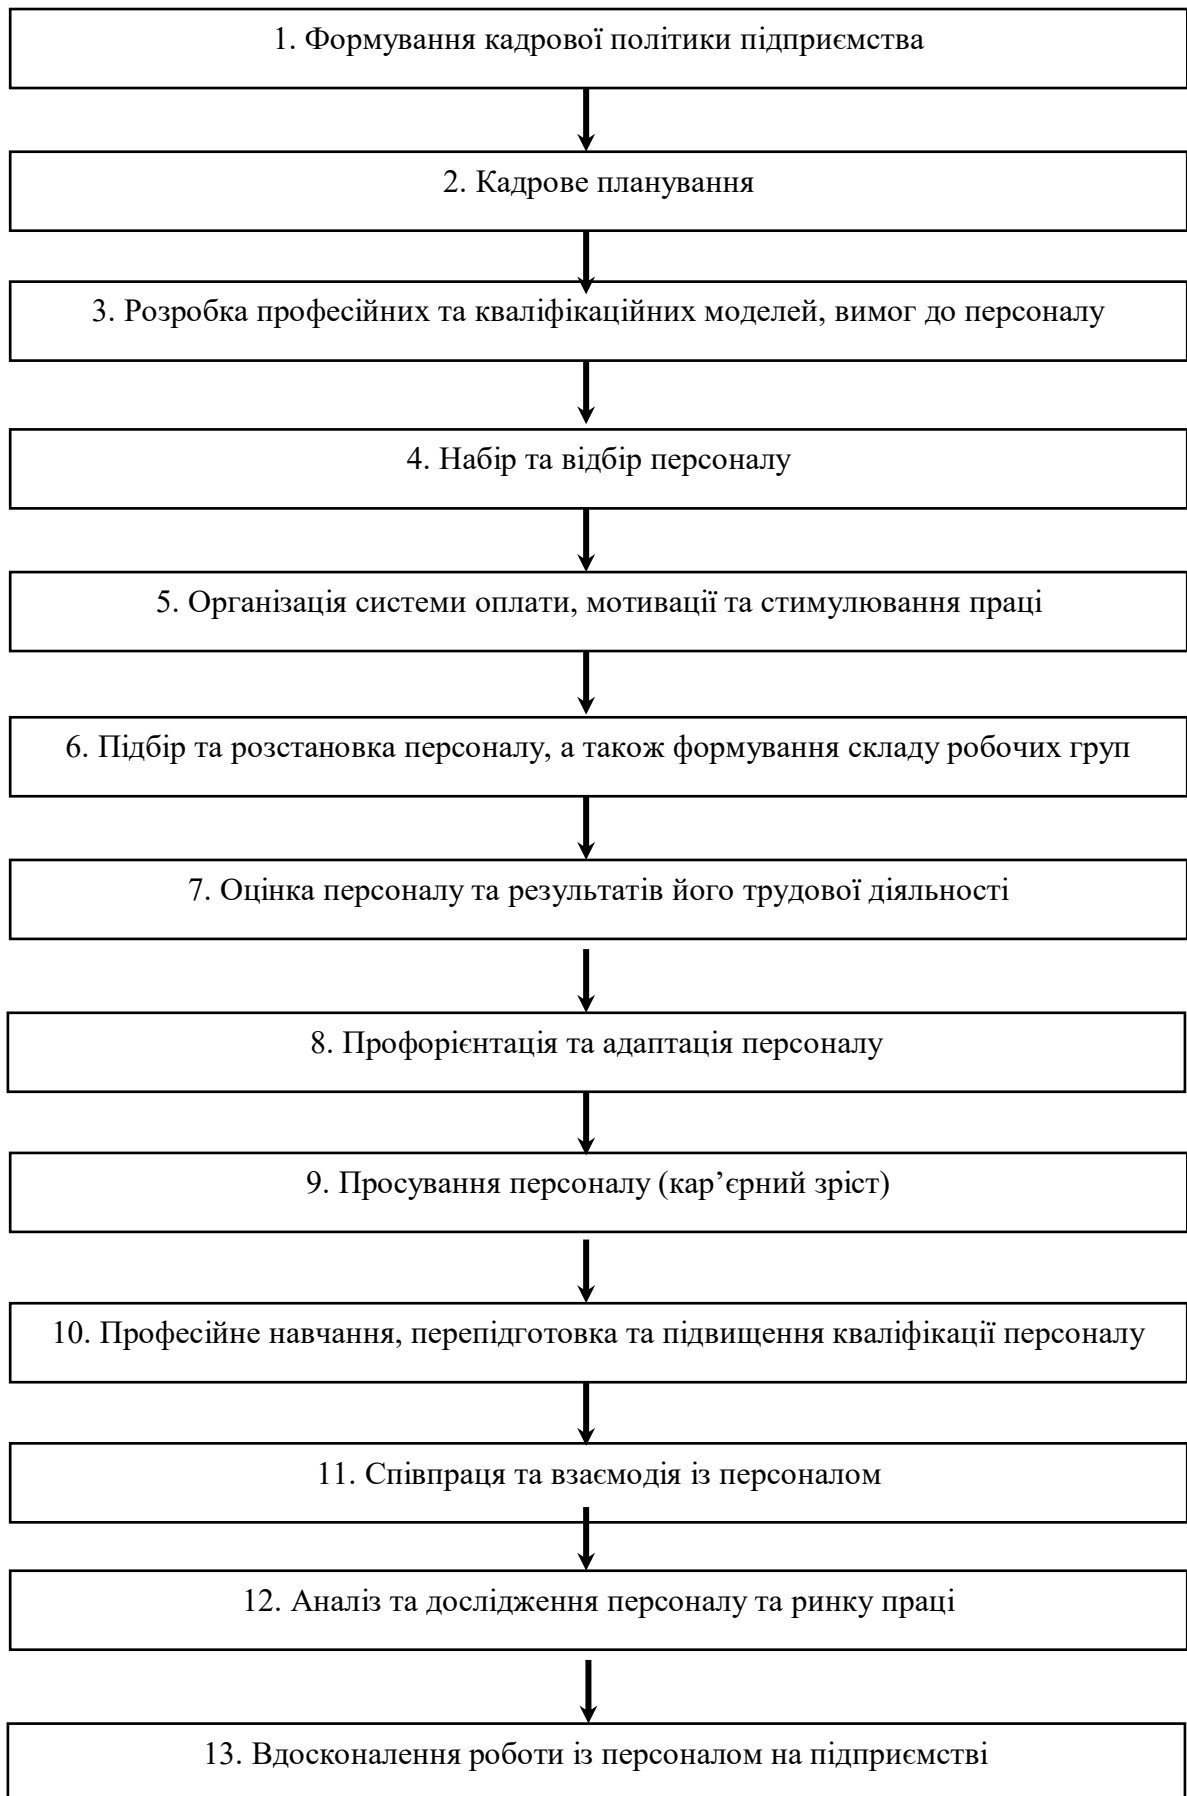 1. Формування кадрової політики підприємства
2. Кадрове планування
3. Розробка професійних та кваліфікаційних моделей, вимог до персоналу
4. Набір та відбір персоналу
5. Організація системи оплати, мотивації та стимулювання праці
6. Підбір та розстановка персоналу, а також формування складу робочих груп
7. Оцінка персоналу та результатів його трудової діяльності
8. Профорієнтація та адаптація персоналу
9. Просування персоналу (кар’єрний зріст)
10. Професійне навчання, перепідготовка та підвищення кваліфікації персоналу
11. Співпраця та взаємодія із персоналом
12. Аналіз та дослідження персоналу та ринку праці
13. Вдосконалення роботи із персоналом на підприємстві